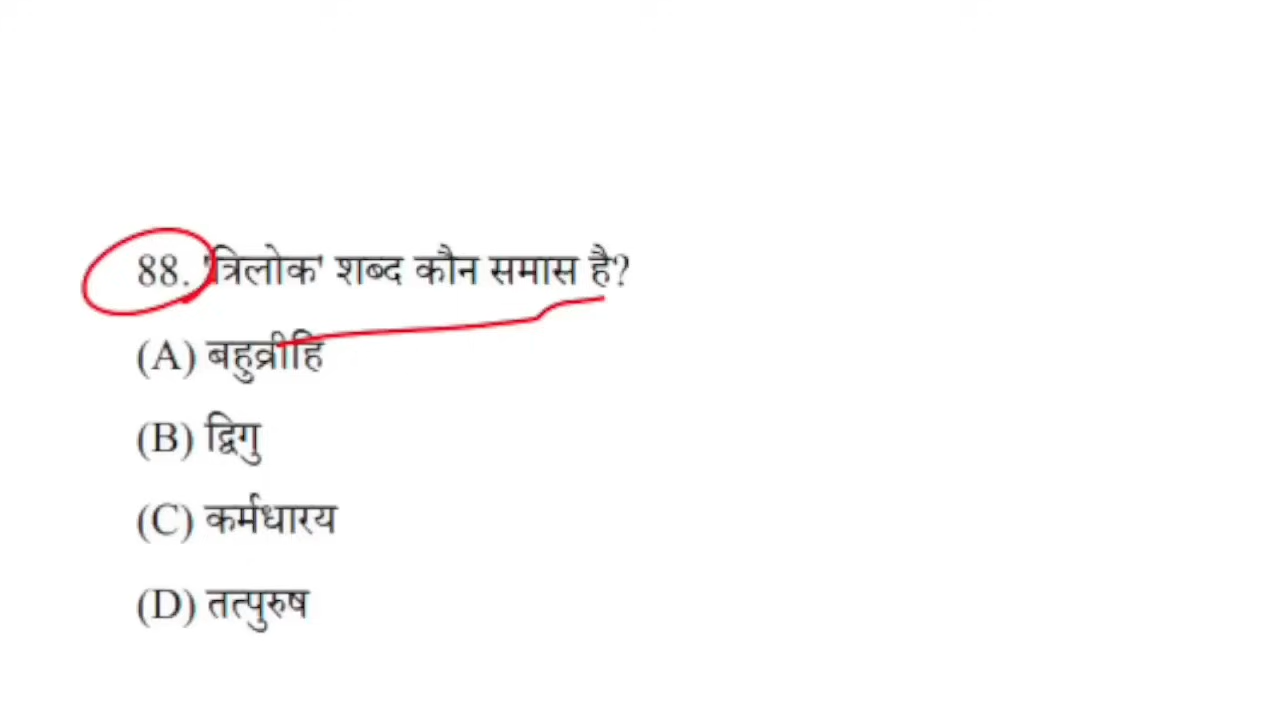 88. 'त्रिलोक' शब्द कौन समास है?
(A) बहुव्रीहि
(B) द्विगु
(C) कर्मधारय
(D) तत्पुरुष